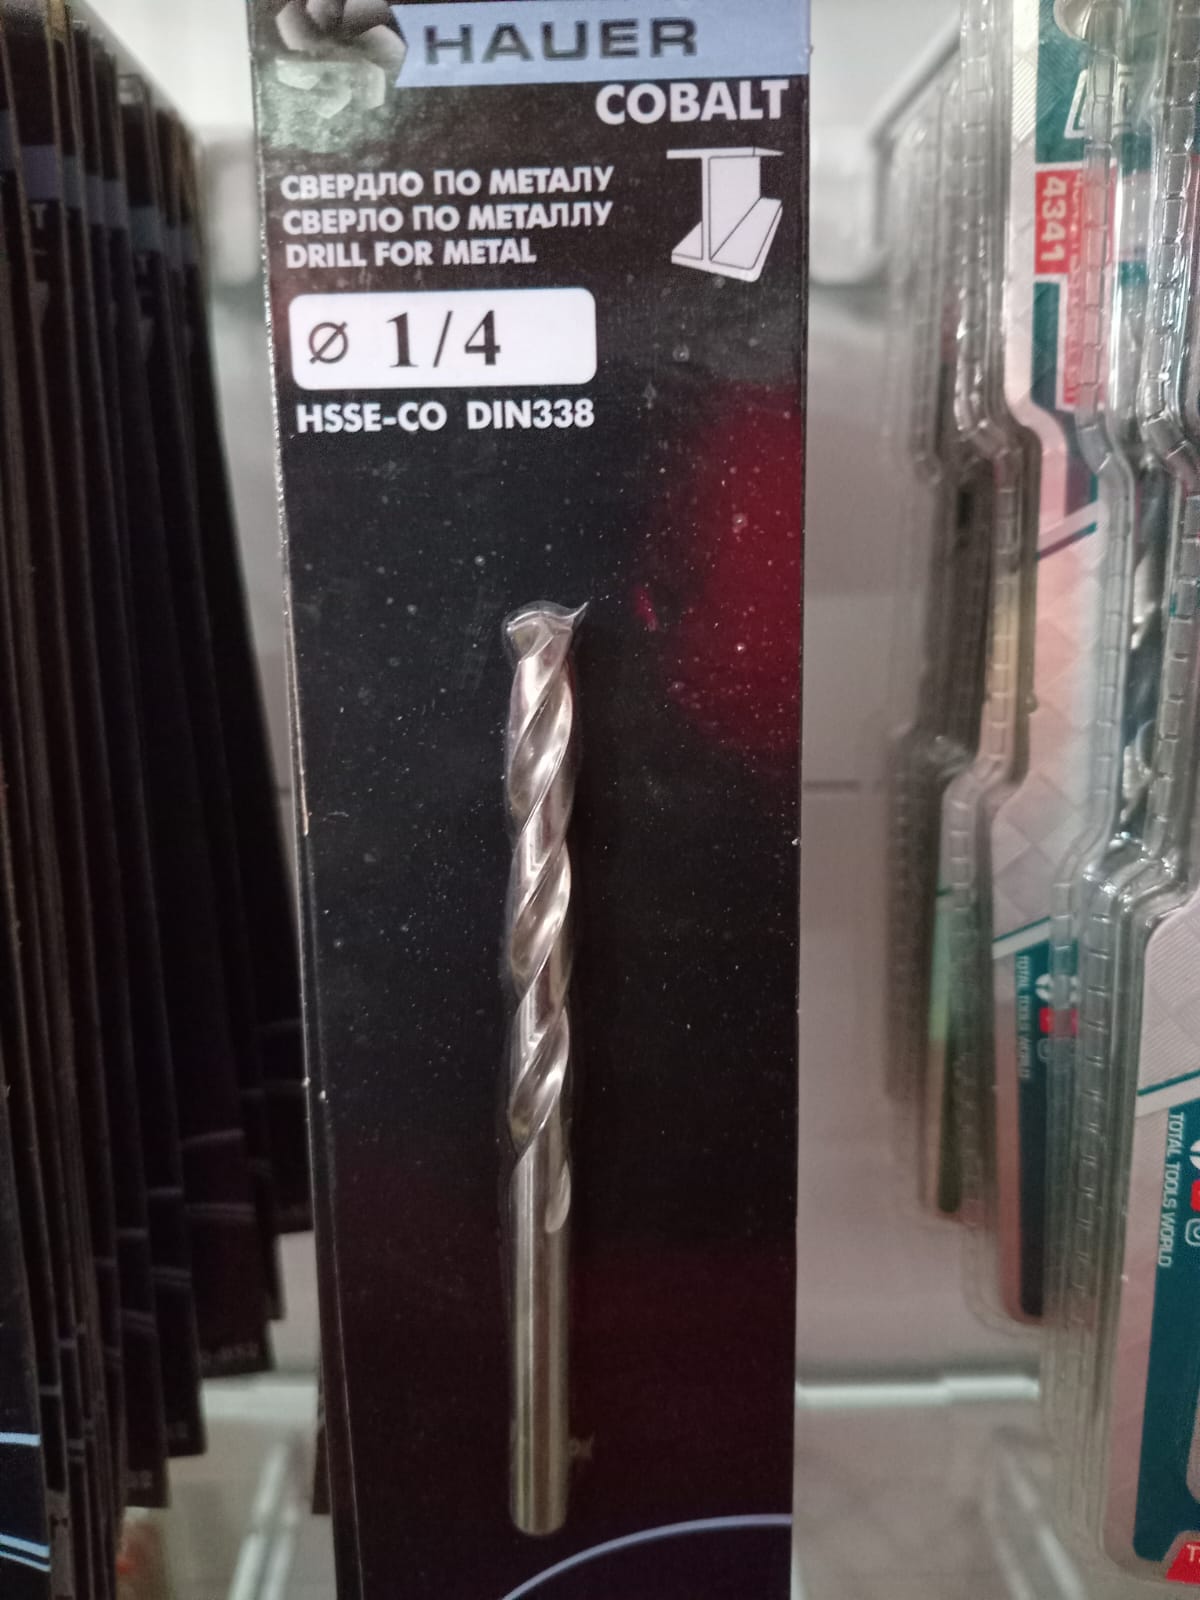 HAUER
COBALT
СВЕРДЛО ПО МЕТАЛУ
СВЕРЛО ПО МЕТАЛЛУ
DRILL FOR METAL
⌀ 1/4
HSSE-CO DIN338
4341
TOTAL TOOLS WORLD
TOTAL TOOLS WORLD